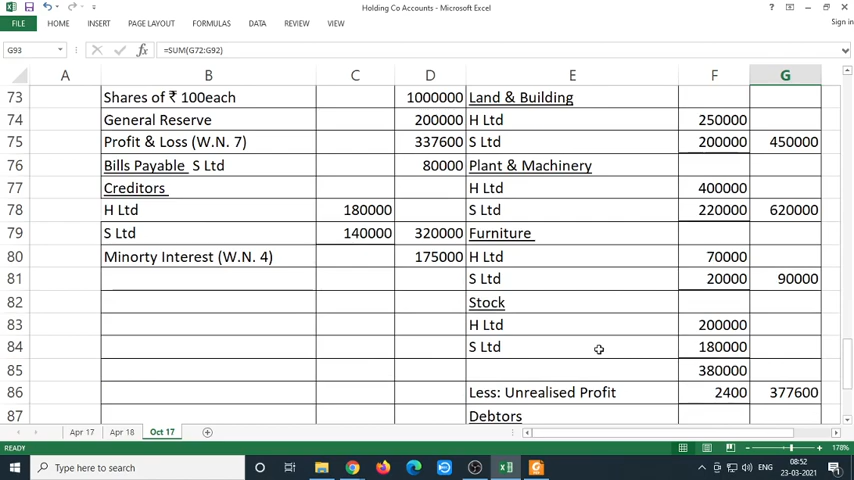 Holding Co Accounts - Microsoft Excel
FILE HOME INSERT PAGE LAYOUT FORMULAS DATA REVIEW VIEW Sign in
G93 fx =SUM(G72:G92)
A B C D E F G
73 Shares of ₹ 100each 1000000 Land & Building
74 General Reserve 200000 H Ltd 250000
75 Profit & Loss (W.N. 7) 337600 S Ltd 200000 450000
76 Bills Payable S Ltd 80000 Plant & Machinery
77 Creditors H Ltd 400000
78 H Ltd 180000 S Ltd 220000 620000
79 S Ltd 140000 320000 Furniture
80 Minorty Interest (W.N. 4) 175000 H Ltd 70000
81 S Ltd 20000 90000
82 Stock
83 H Ltd 200000
84 S Ltd 180000
85 380000
86 Less: Unrealised Profit 2400 377600
87 Debtors
Apr 17 Apr 18 Oct 17
READY 178%
Type here to search ENG 08:52
23-03-2021